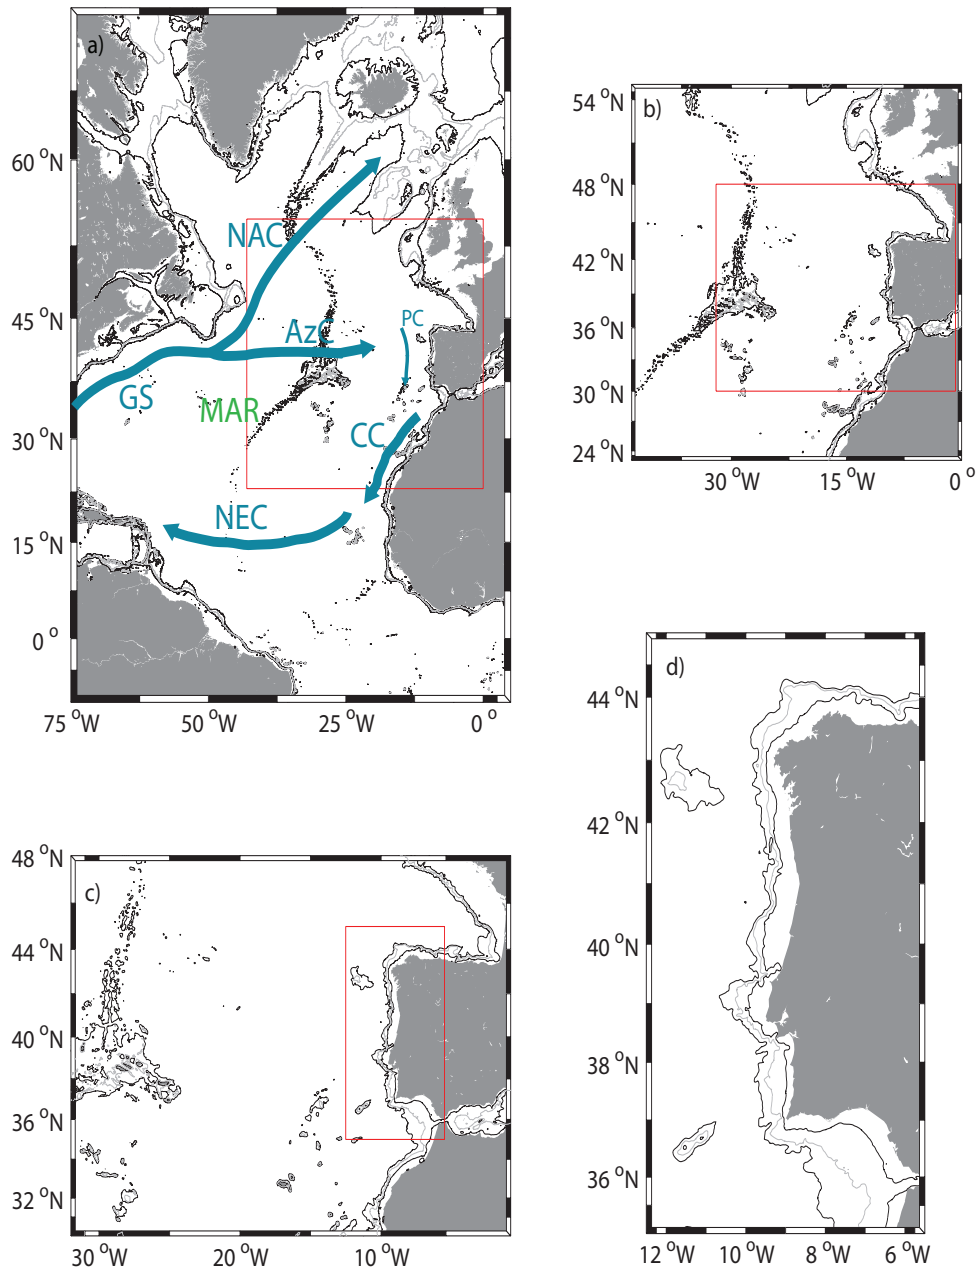 a)
60 °N
45 °N
30 °N
15 °N
0 °
75 °W
50 °W
25 °W
0 °
NAC
AzC
PC
GS
MAR
CC
NEC
b)
54 °N
48 °N
42 °N
36 °N
30 °N
24 °N
30 °W
15 °W
0 °
c)
48 °N
44 °N
40 °N
36 °N
32 °N
30 °W
20 °W
10 °W
d)
44 °N
42 °N
40 °N
38 °N
36 °N
12 °W
10 °W
8 °W
6 °W